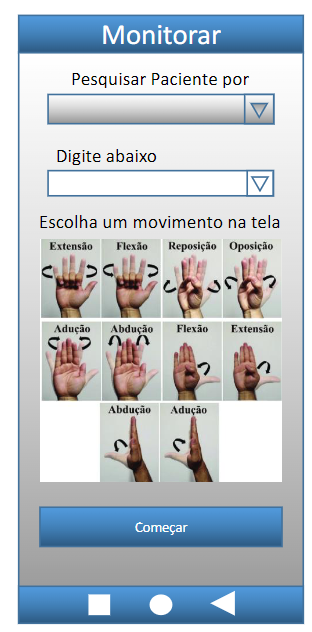 Monitorar
Pesquisar Paciente por
Digite abaixo
Escolha um movimento na tela
Extensão Flexão Reposição Oposição
Adução Abdução Flexão Extensão
Abdução Adução
Começar